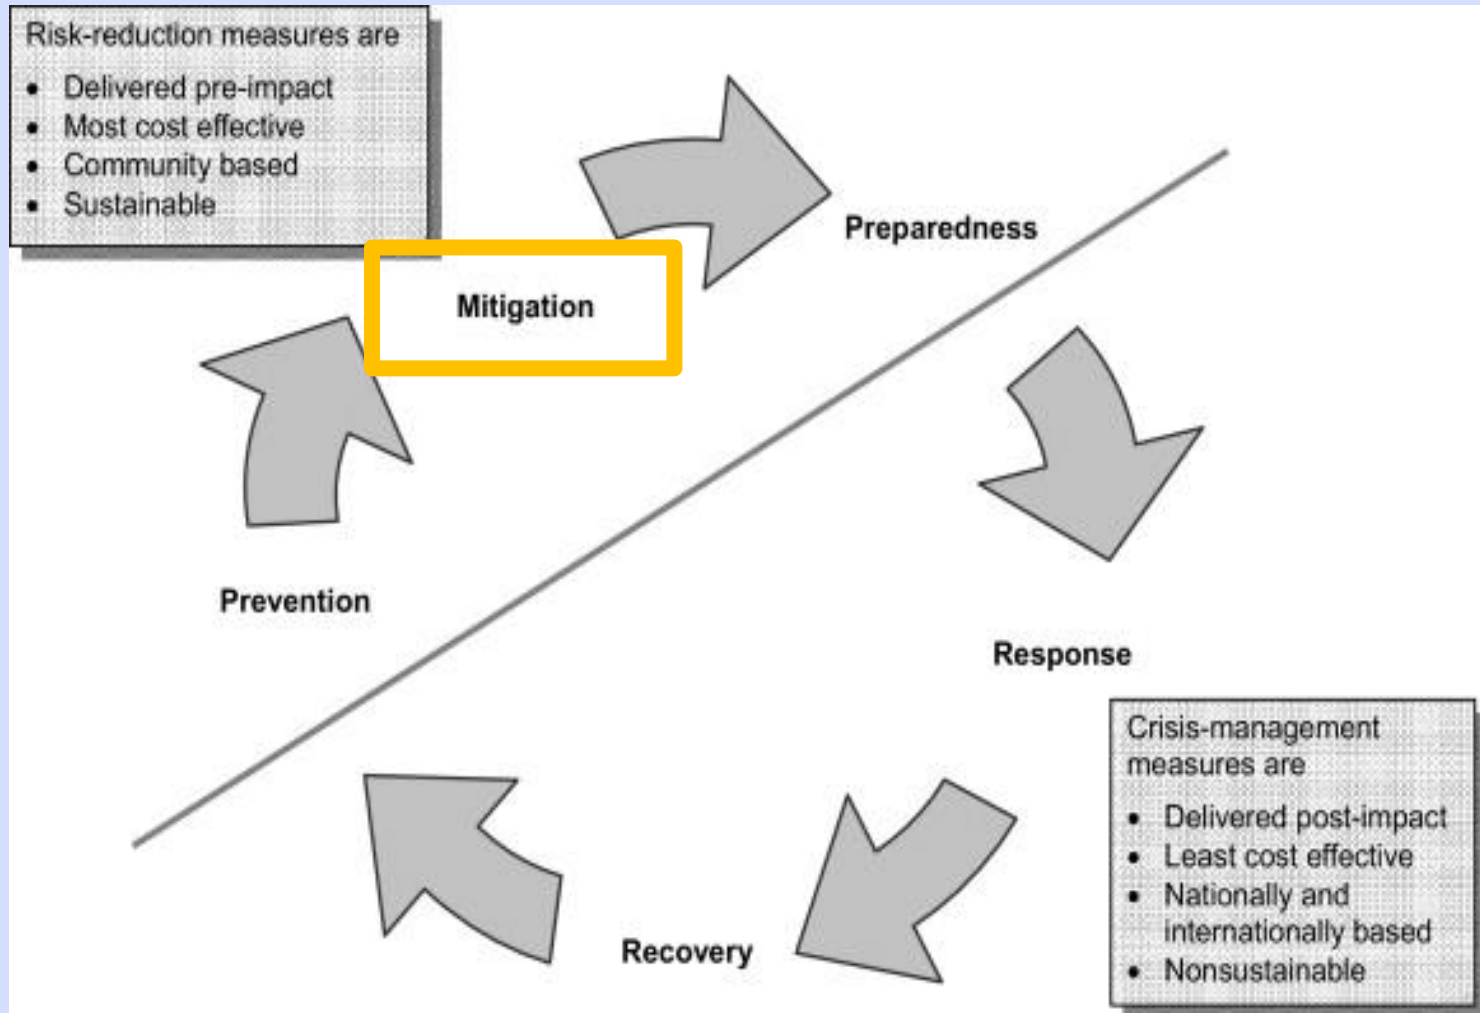 Risk-reduction measures are
• Delivered pre-impact
• Most cost effective
• Community based
• Sustainable
Preparedness
Mitigation
Prevention
Response
Crisis-management
measures are
• Delivered post-impact
• Least cost effective
• Nationally and
internationally based
• Nonsustainable
Recovery